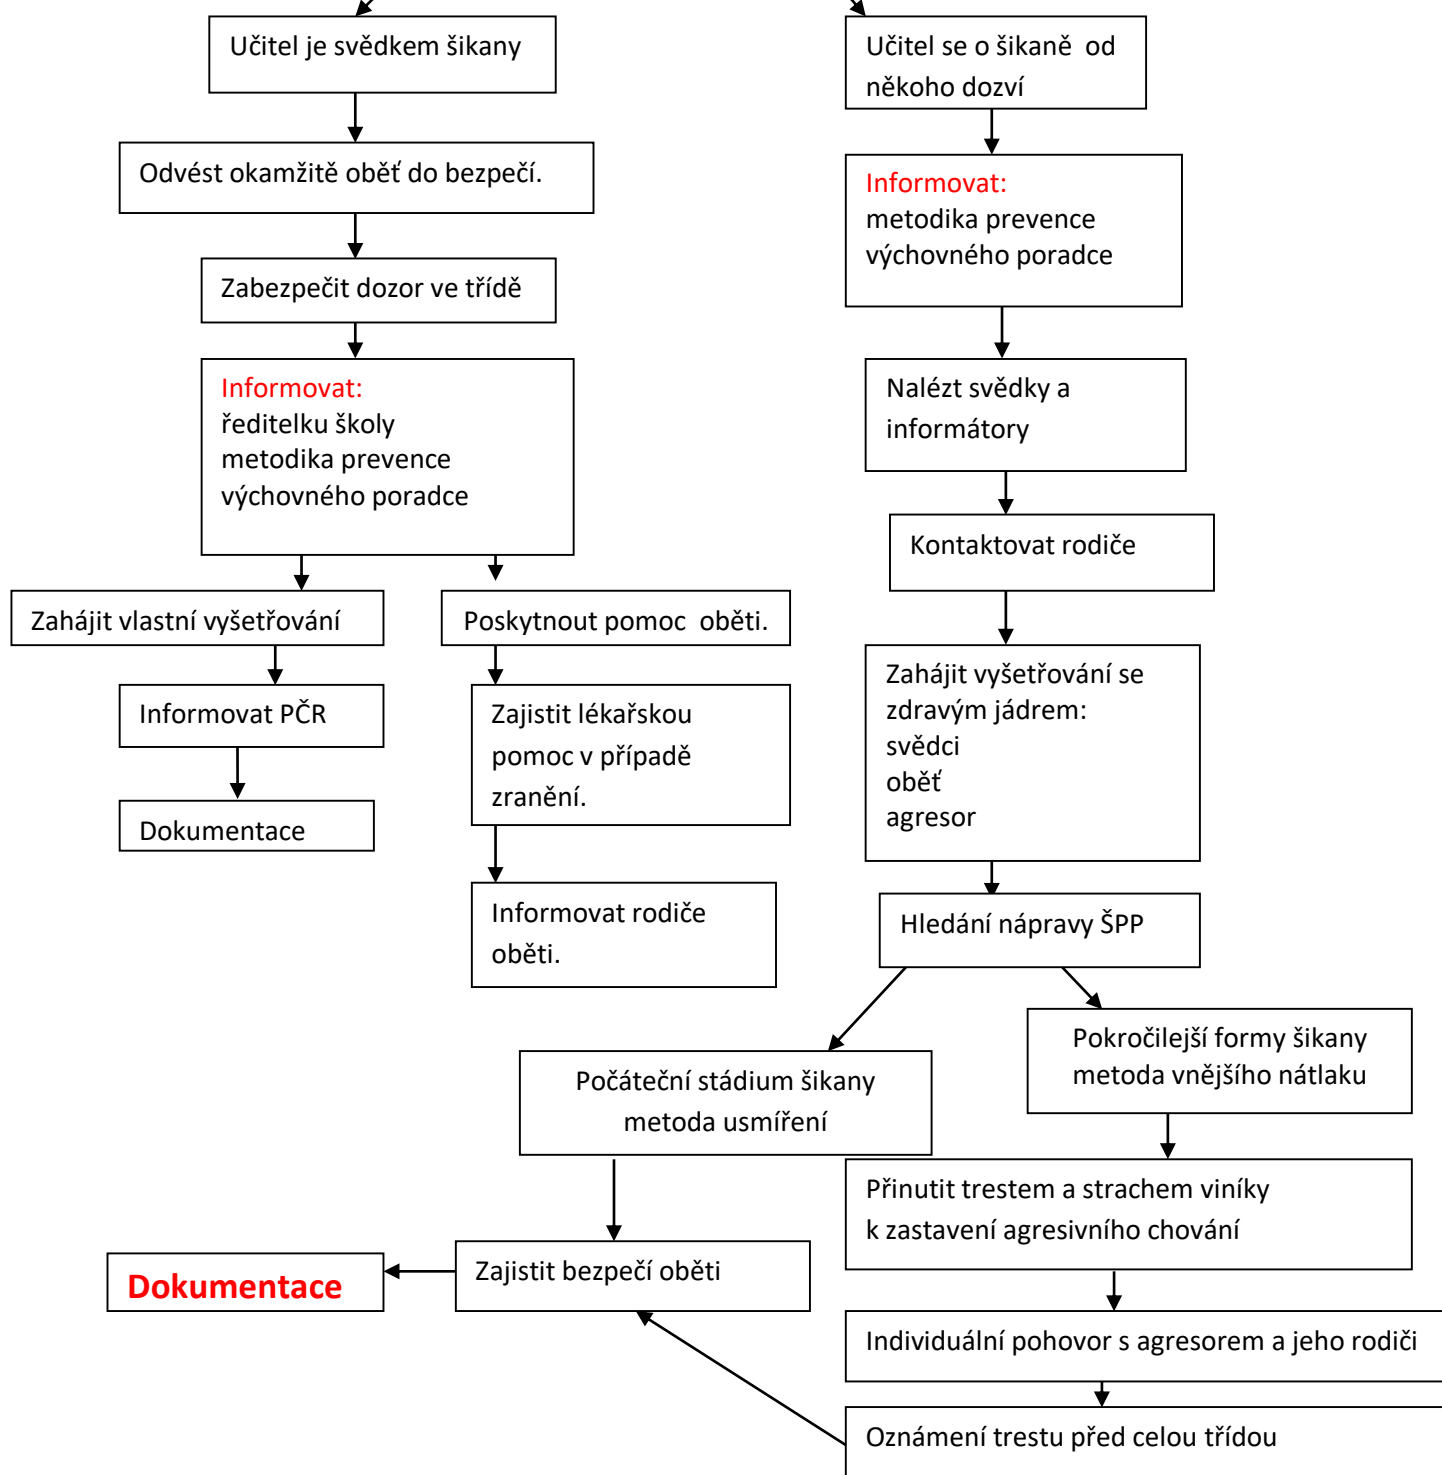 Učitel je svědkem šikany
Učitel se o šikaně  od
někoho dozví
Odvést okamžitě oběť do bezpečí.
Informovat:
metodika prevence
výchovného poradce
Zabezpečit dozor ve třídě
Informovat:
ředitelku školy
metodika prevence
výchovného poradce
Nalézt svědky a
informátory
Kontaktovat rodiče
Zahájit vlastní vyšetřování
Poskytnout pomoc  oběti.
Zahájit vyšetřování se
zdravým jádrem:
svědci
oběť
agresor
Informovat PČR
Zajistit lékařskou
pomoc v případě
zranění.
Dokumentace
Informovat rodiče
oběti.
Hledání nápravy ŠPP
Pokročilejší formy šikany
metoda vnějšího nátlaku
Počáteční stádium šikany
metoda usmíření
Přinutit trestem a strachem viníky
k zastavení agresivního chování
Zajistit bezpečí oběti
Dokumentace
Individuální pohovor s agresorem a jeho rodiči
Oznámení trestu před celou třídou